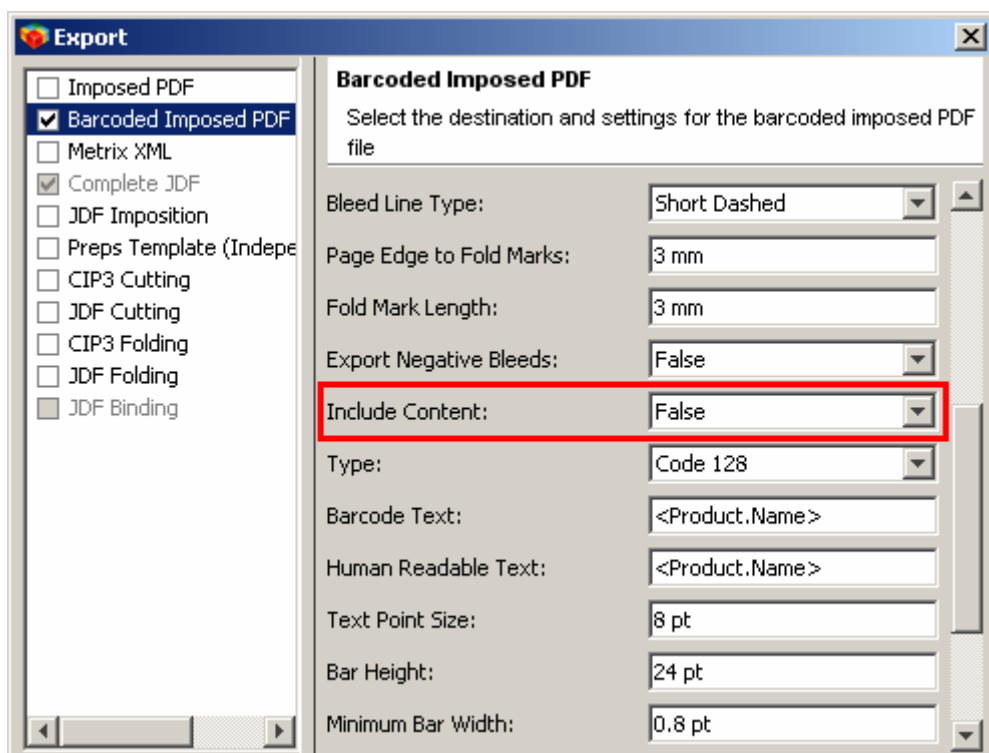 Export
Imposed PDF
Barcoded Imposed PDF
Metrix XML
Complete JDF
JDF Imposition
Preps Template (Indepe
CIP3 Cutting
JDF Cutting
CIP3 Folding
JDF Folding
JDF Binding
Barcoded Imposed PDF
Select the destination and settings for the barcoded imposed PDF
file
Bleed Line Type: Short Dashed
Page Edge to Fold Marks: 3 mm
Fold Mark Length: 3 mm
Export Negative Bleeds: False
Include Content: False
Type: Code 128
Barcode Text: <Product.Name>
Human Readable Text: <Product.Name>
Text Point Size: 8 pt
Bar Height: 24 pt
Minimum Bar Width: 0.8 pt